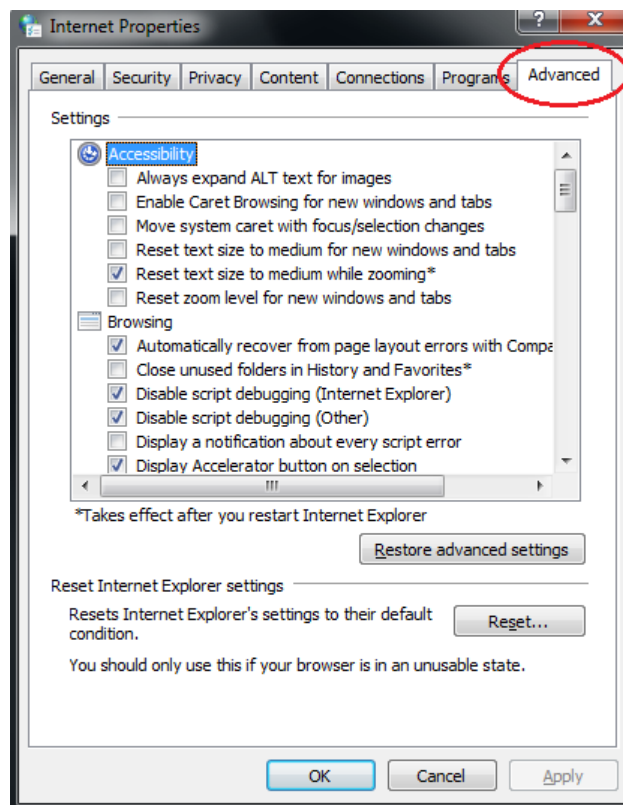 Internet Properties
?
General Security Privacy Content Connections Programs Advanced
Settings
Accessibility
Always expand ALT text for images
Enable Caret Browsing for new windows and tabs
Move system caret with focus/selection changes
Reset text size to medium for new windows and tabs
Reset text size to medium while zooming*
Reset zoom level for new windows and tabs
Browsing
Automatically recover from page layout errors with Compa
Close unused folders in History and Favorites*
Disable script debugging (Internet Explorer)
Disable script debugging (Other)
Display a notification about every script error
Display Accelerator button on selection
*Takes effect after you restart Internet Explorer
Restore advanced settings
Reset Internet Explorer settings
Resets Internet Explorer's settings to their default
condition.
Reset...
You should only use this if your browser is in an unusable state.
OK Cancel Apply